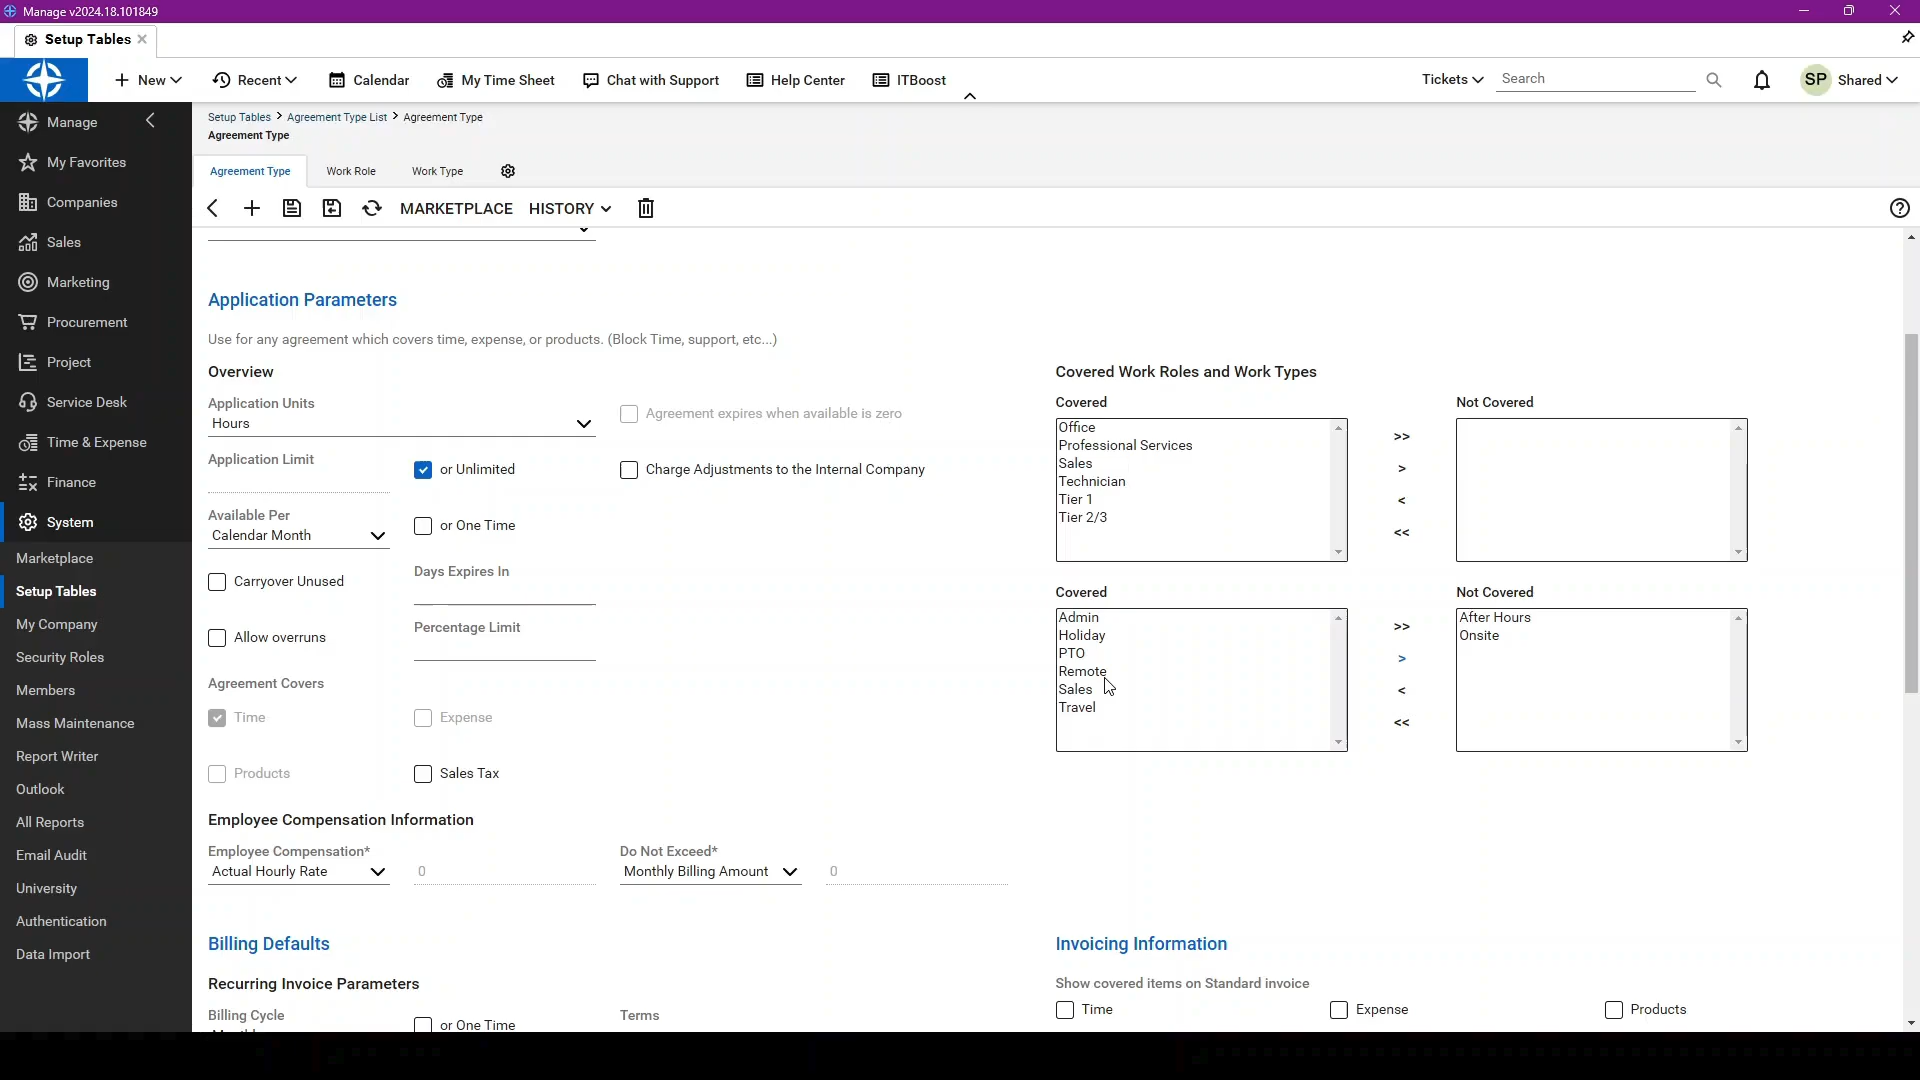 Manage v2024.18.101849
Setup Tables
New
Recent
Calendar
My Time Sheet
Chat with Support
Help Center
ITBoost
Tickets
Search
SP
Shared
Manage
My Favorites
Companies
Sales
Marketing
Procurement
Project
Service Desk
Time & Expense
Finance
System
Marketplace
Setup Tables
My Company
Security Roles
Members
Mass Maintenance
Report Writer
Outlook
All Reports
Email Audit
University
Authentication
Data Import
Setup Tables > Agreement Type List > Agreement Type
Agreement Type
Agreement Type
Work Role
Work Type
MARKETPLACE
HISTORY
Application Parameters
Use for any agreement which covers time, expense, or products. (Block Time, support, etc...)
Overview
Application Units
Hours
Agreement expires when available is zero
Application Limit
or Unlimited
Charge Adjustments to the Internal Company
Available Per
Calendar Month
or One Time
Carryover Unused
Days Expires In
Allow overruns
Percentage Limit
Agreement Covers
Time
Expense
Products
Sales Tax
Employee Compensation Information
Employee Compensation*
Actual Hourly Rate
0
Do Not Exceed*
Monthly Billing Amount
0
Covered Work Roles and Work Types
Covered
Office
Professional Services
Sales
Technician
Tier 1
Tier 2/3
>>
>
<
<<
Not Covered
Covered
Admin
Holiday
PTO
Remote
Sales
Travel
>>
>
<
<<
Not Covered
After Hours
Onsite
Billing Defaults
Recurring Invoice Parameters
Billing Cycle
or One Time
Terms
Invoicing Information
Show covered items on Standard invoice
Time
Expense
Products